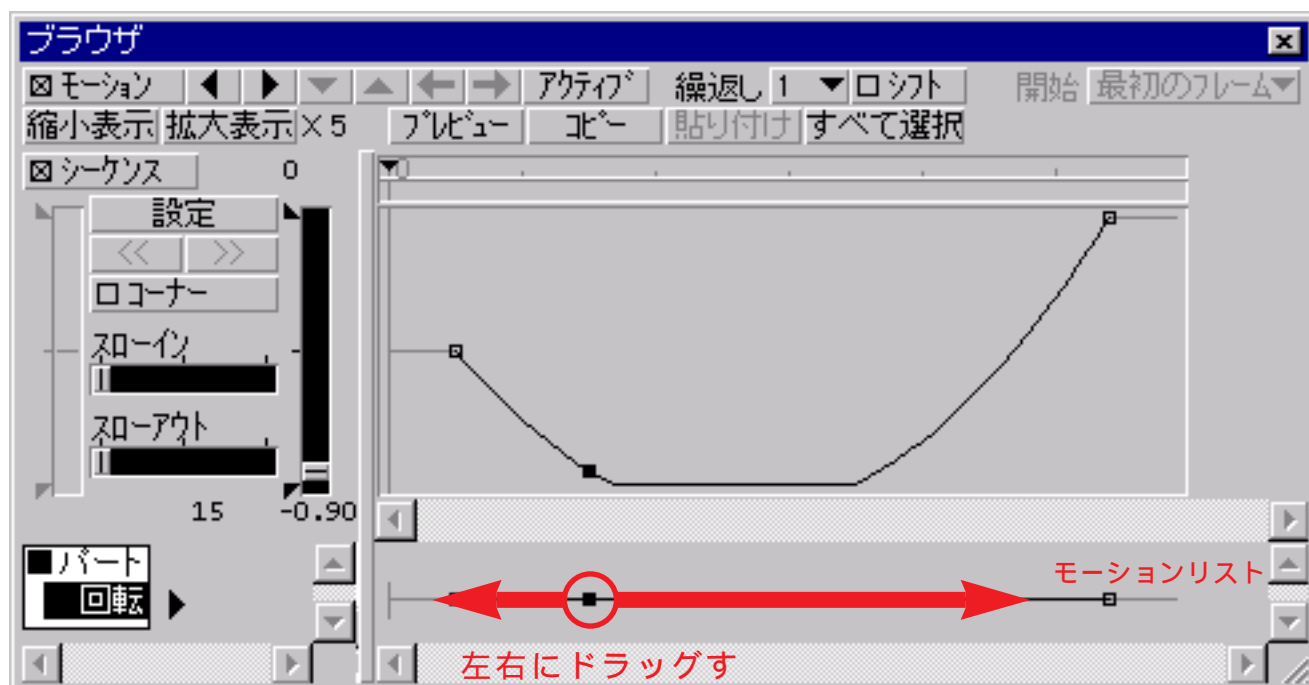 ブラウザ
モーション アクティブ 繰返し 1 シフト 開始 最初のフレーム
縮小表示 拡大表示 ×5 プレビュー コピー 貼り付け すべて選択
シーケンス 0 0
設定
<< >>
コーナー
スローイン
スローアウト
15 -0.90
パート
回転
モーションリスト
左右にドラッグす